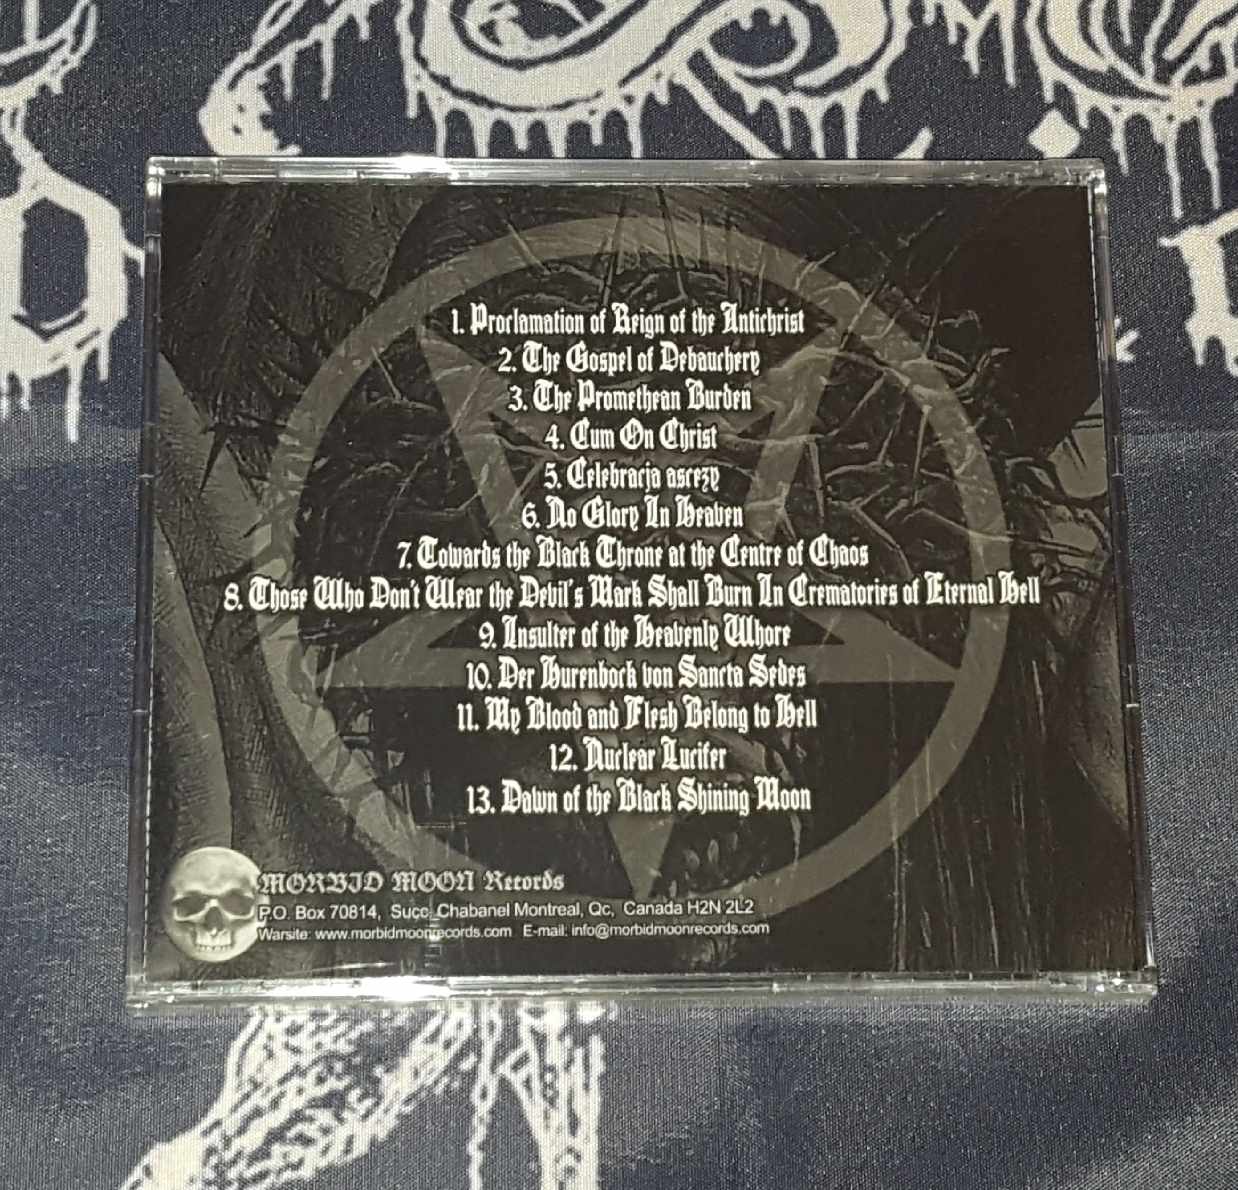 1. Proclamation of Reign of the Antichrist
2. The Gospel of Debauchery
3. The Promethean Burden
4. Cum On Christ
5. Celebracja ascezy
6. No Glory In Heaven
7. Towards the Black Throne at the Centre of Chaos
8. Those Who Don't Wear the Devil's Mark Shall Burn In Crematories of Eternal Hell
9. Insulter of the Heavenly Whore
10. Der Hurenbock von Sancta Sedes
11. My Blood and Flesh Belong to Hell
12. Nuclear Lucifer
13. Dawn of the Black Shining Moon
MORBID MOON Records
P.O. Box 70814, Succ. Chabanel Montreal, Qc, Canada H2N 2L2
Warsite: www.morbidmoonrecords.com E-mail: info@morbidmoonrecords.com